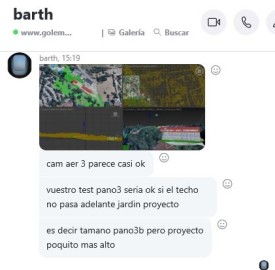 barth
www.golem...
| Galería
Buscar
barth, 15:19
cam aer 3 parece casi ok
vuestro test pano3 seria ok si el techo
no pasa adelante jardin proyecto
es decir tamano pano3b pero proyecto
poquito mas alto